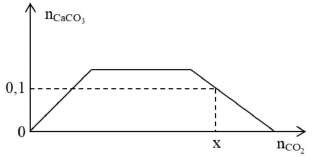 n_CaCO₃
0,1
0
x
n_CO₂